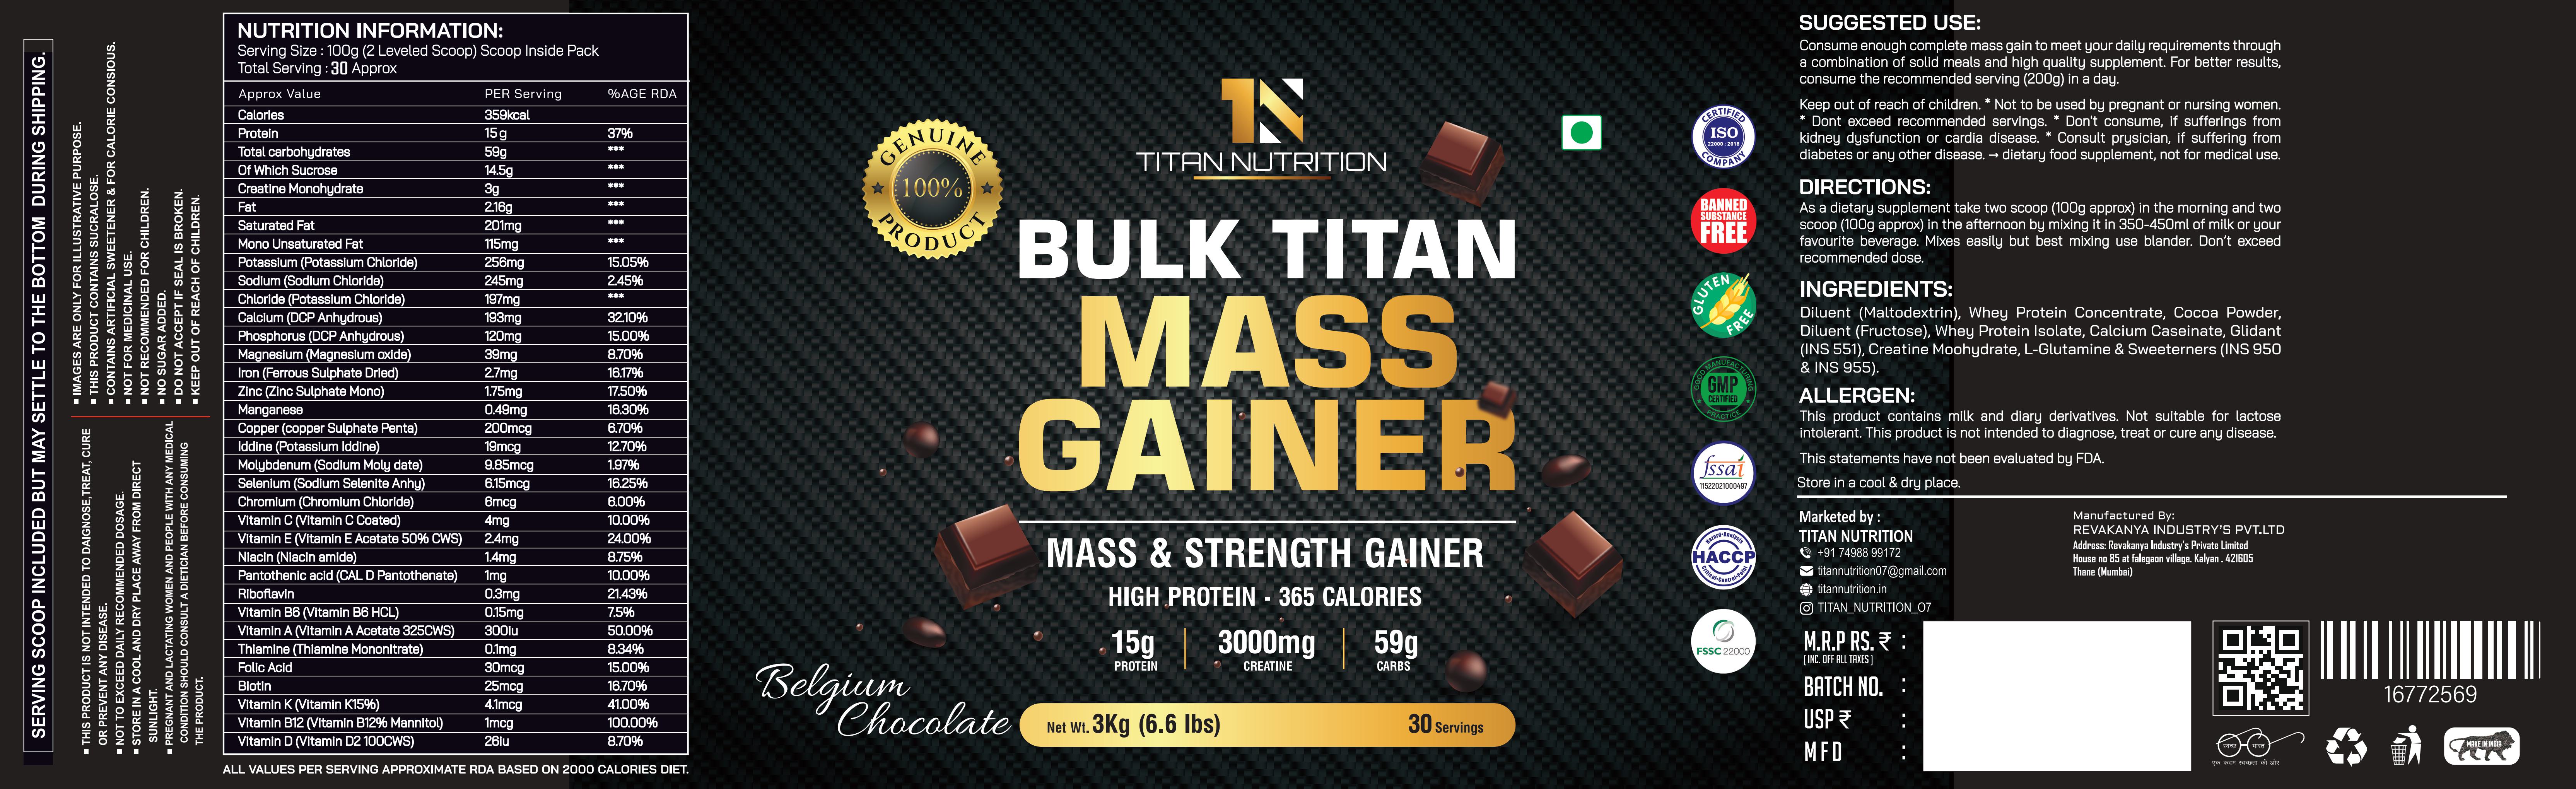 SERVING SCOOP INCLUDED BUT MAY SETTLE TO THE BOTTOM DURING SHIPPING.
▪ IMAGES ARE ONLY FOR ILLUSTRATIVE PURPOSE.
▪ THIS PRODUCT CONTAINS SUCRALOSE.
▪ CONTAINS ARTIFICIAL SWEETENER & FOR CALORIE CONSIOUS.
▪ NOT FOR MEDICINAL USE.
▪ NOT RECOMMENDED FOR CHILDREN.
▪ NO SUGAR ADDED.
▪ DO NOT ACCEPT IF SEAL IS BROKEN.
▪ KEEP OUT OF REACH OF CHILDREN.
▪ THIS PRODUCT IS NOT INTENDED TO DAIGNOSE,TREAT, CURE
OR PREVENT ANY DISEASE.
▪ NOT TO EXCEED DAILY RECOMMENDED DOSAGE.
▪ STORE IN A COOL AND DRY PLACE AWAY FROM DIRECT
SUNLIGHT.
▪ PREGNANT AND LACTATING WOMEN AND PEOPLE WITH ANY MEDICAL
CONDITION SHOULD CONSULT A DIETICIAN BEFORE CONSUMING
THE PRODUCT.
NUTRITION INFORMATION:
Serving Size : 100g (2 Leveled Scoop) Scoop Inside Pack
Total Serving : 30 Approx
Approx Value PER Serving %AGE RDA
Calories 359kcal
Protein 15 g 37%
Total carbohydrates 59g ***
Of Which Sucrose 14.5g ***
Creatine Monohydrate 3g ***
Fat 2.16g ***
Saturated Fat 201mg ***
Mono Unsaturated Fat 115mg ***
Potassium (Potassium Chloride) 256mg 15.05%
Sodium (Sodium Chloride) 245mg 2.45%
Chloride (Potassium Chloride) 197mg ***
Calcium (DCP Anhydrous) 193mg 32.10%
Phosphorus (DCP Anhydrous) 120mg 15.00%
Magnesium (Magnesium oxide) 39mg 8.70%
Iron (Ferrous Sulphate Dried) 2.7mg 16.17%
Zinc (Zinc Sulphate Mono) 1.75mg 17.50%
Manganese 0.49mg 16.30%
Copper (copper Sulphate Penta) 200mcg 6.70%
Iddine (Potassium Iddine) 19mcg 12.70%
Molybdenum (Sodium Moly date) 9.85mcg 1.97%
Selenium (Sodium Selenite Anhy) 6.15mcg 16.25%
Chromium (Chromium Chloride) 6mcg 6.00%
Vitamin C (Vitamin C Coated) 4mg 10.00%
Vitamin E (Vitamin E Acetate 50% CWS) 2.4mg 24.00%
Niacin (Niacin amide) 1.4mg 8.75%
Pantothenic acid (CAL D Pantothenate) 1mg 10.00%
Riboflavin 0.3mg 21.43%
Vitamin B6 (Vitamin B6 HCL) 0.15mg 7.5%
Vitamin A (Vitamin A Acetate 325CWS) 300iu 50.00%
Thiamine (Thiamine Mononitrate) 0.1mg 8.34%
Folic Acid 30mcg 15.00%
Biotin 25mcg 16.70%
Vitamin K (Vitamin K15%) 4.1mcg 41.00%
Vitamin B12 (Vitamin B12% Mannitol) 1mcg 100.00%
Vitamin D (Vitamin D2 100CWS) 26iu 8.70%
ALL VALUES PER SERVING APPROXIMATE RDA BASED ON 2000 CALORIES DIET.
GENUINE
100%
PRODUCT
TITAN NUTRITION
BULK TITAN
MASS
GAINER
MASS & STRENGTH GAINER
HIGH PROTEIN - 365 CALORIES
15g 3000mg 59g
PROTEIN CREATINE CARBS
Belgium
Chocolate
Net Wt. 3Kg (6.6 lbs) 30 Servings
CERTIFIED
ISO
22000 : 2018
COMPANY
BANNED
SUBSTANCE
FREE
GLUTEN
FREE
GOOD MANUFACTURING
GMP
CERTIFIED
PRACTICE
fssai
11522021000497
Hazard-Analysis
HACCP
Critical-Control-Point
FSSC 22000
SUGGESTED USE:
Consume enough complete mass gain to meet your daily requirements through
a combination of solid meals and high quality supplement. For better results,
consume the recommended serving (200g) in a day.
Keep out of reach of children. * Not to be used by pregnant or nursing women.
* Dont exceed recommended servings. * Don't consume, if sufferings from
kidney dysfunction or cardia disease. * Consult prysician, if suffering from
diabetes or any other disease. → dietary food supplement, not for medical use.
DIRECTIONS:
As a dietary supplement take two scoop (100g approx) in the morning and two
scoop (100g approx) in the afternoon by mixing it in 350-450ml of milk or your
favourite beverage. Mixes easily but best mixing use blander. Don't exceed
recommended dose.
INGREDIENTS:
Diluent (Maltodextrin), Whey Protein Concentrate, Cocoa Powder,
Diluent (Fructose), Whey Protein Isolate, Calcium Caseinate, Glidant
(INS 551), Creatine Moohydrate, L-Glutamine & Sweeterners (INS 950
& INS 955).
ALLERGEN:
This product contains milk and diary derivatives. Not suitable for lactose
intolerant. This product is not intended to diagnose, treat or cure any disease.
This statements have not been evaluated by FDA.
Store in a cool & dry place.
Marketed by :
TITAN NUTRITION
+91 74988 99172
titannutrition07@gmail.com
titannutrition.in
TITAN_NUTRITION_07
Manufactured By:
REVAKANYA INDUSTRY'S PVT.LTD
Address: Revakanya Industry's Private Limited
House no 85 at falegaon village. Kalyan . 421605
Thane (Mumbai)
M.R.P RS. ₹ :
( INC. OFF ALL TAXES )
BATCH NO. :
USP ₹ :
MFD :
16772569
स्वच्छ भारत
एक कदम स्वच्छता की ओर
MAKE IN INDIA